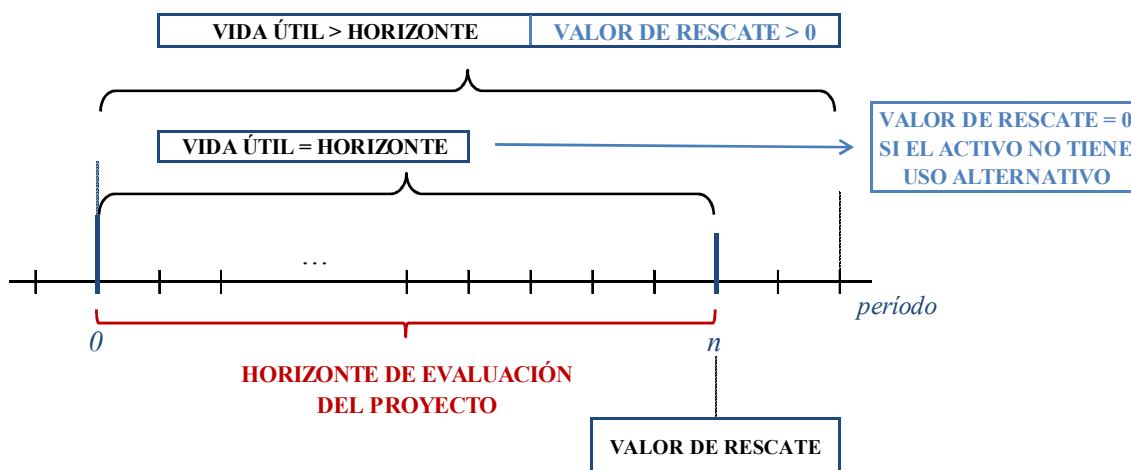 VIDA ÚTIL > HORIZONTE VALOR DE RESCATE > 0
VIDA ÚTIL = HORIZONTE
VALOR DE RESCATE = 0
SI EL ACTIVO NO TIENE
USO ALTERNATIVO
...
período
0 n
HORIZONTE DE EVALUACIÓN
DEL PROYECTO
VALOR DE RESCATE